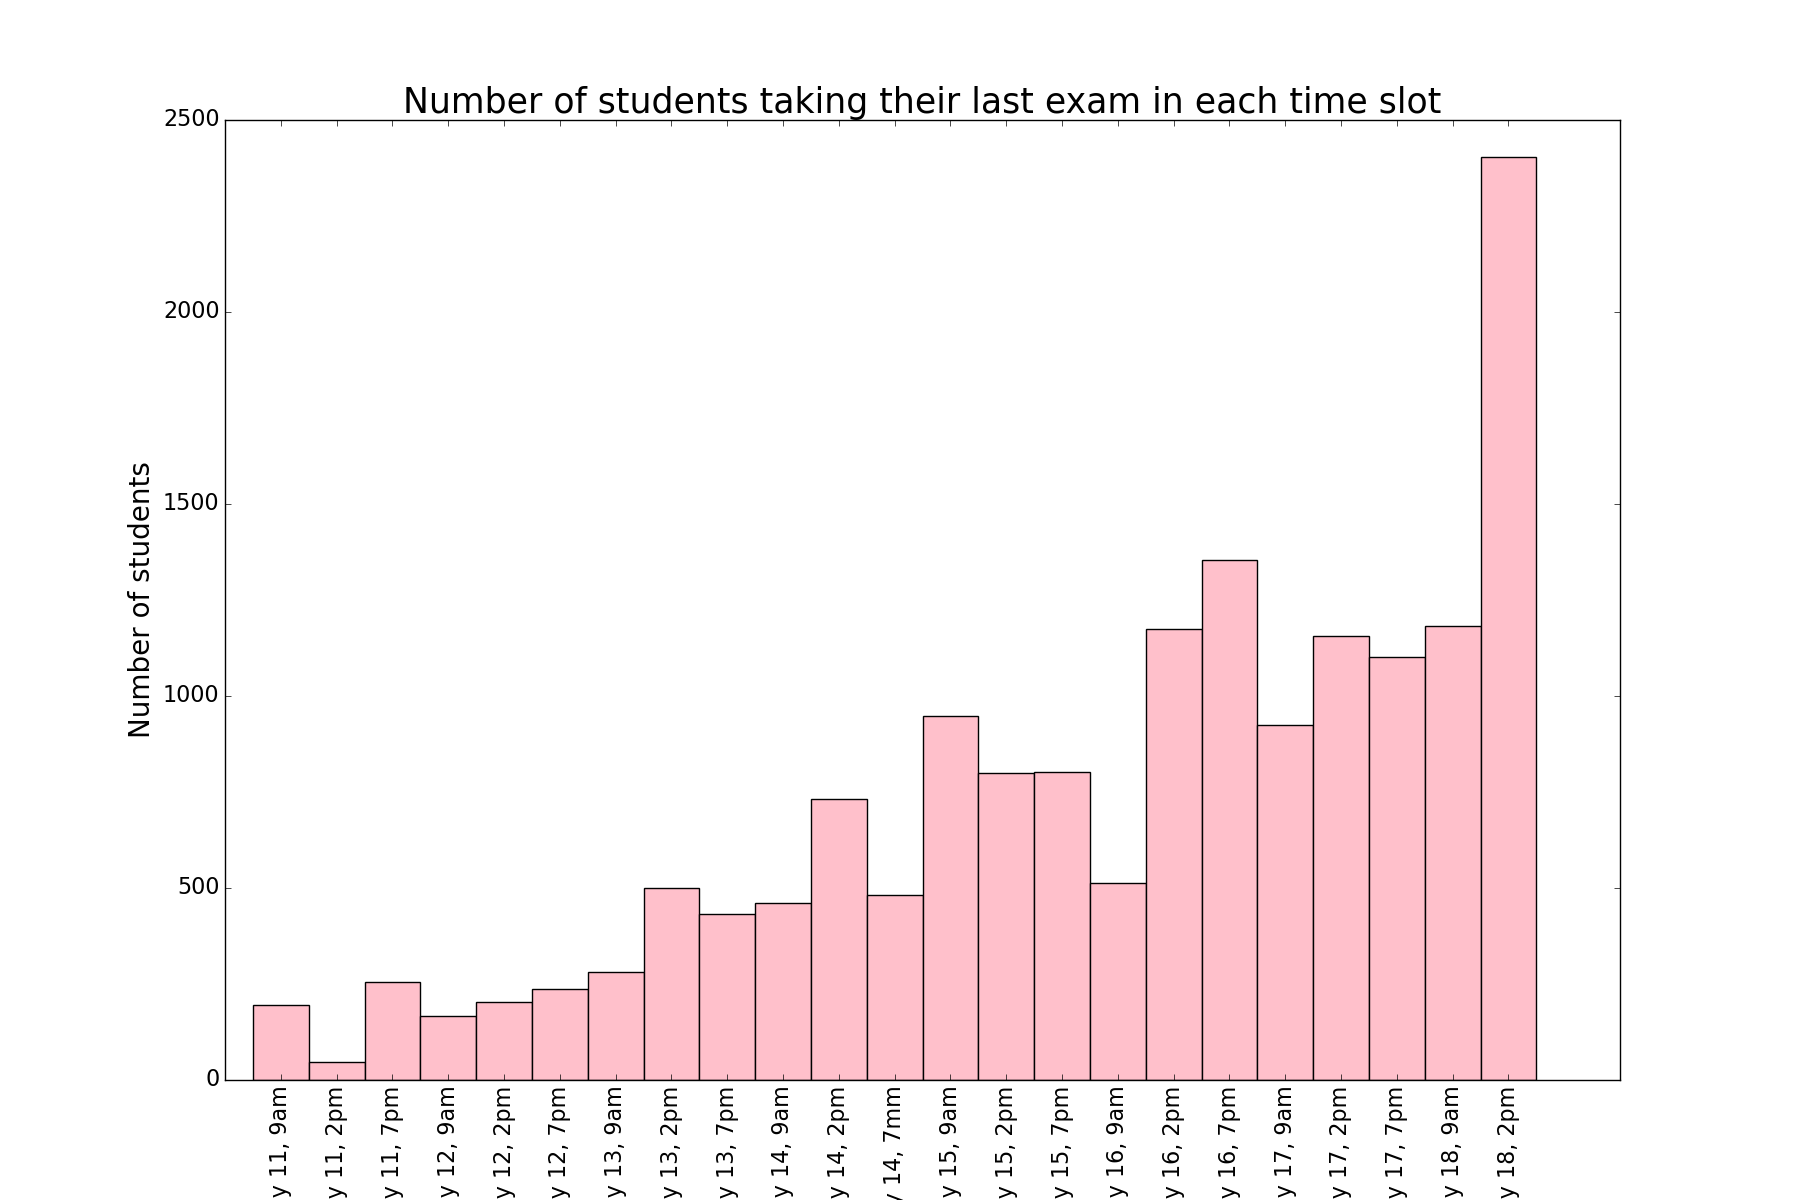 Number of students taking their last exam in each time slot
2500
2000
1500
1000
500
0
Number of students
y 11, 9am
y 11, 2pm
y 11, 7pm
y 12, 9am
y 12, 2pm
y 12, 7pm
y 13, 9am
y 13, 2pm
y 13, 7pm
y 14, 9am
y 14, 2pm
y 14, 7mm
y 15, 9am
y 15, 2pm
y 15, 7pm
y 16, 9am
y 16, 2pm
y 16, 7pm
y 17, 9am
y 17, 2pm
y 17, 7pm
y 18, 9am
y 18, 2pm